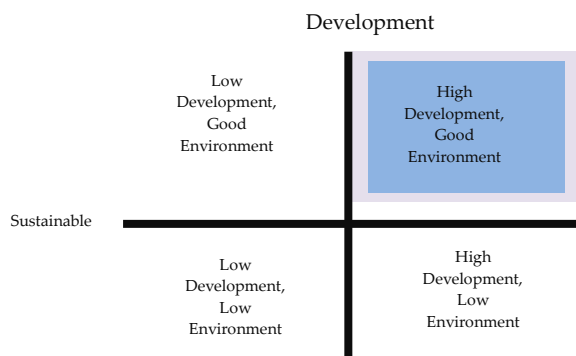 Development
Low
Development,
Good
Environment
High
Development,
Good
Environment
Sustainable
Low
Development,
Low
Environment
High
Development,
Low
Environment